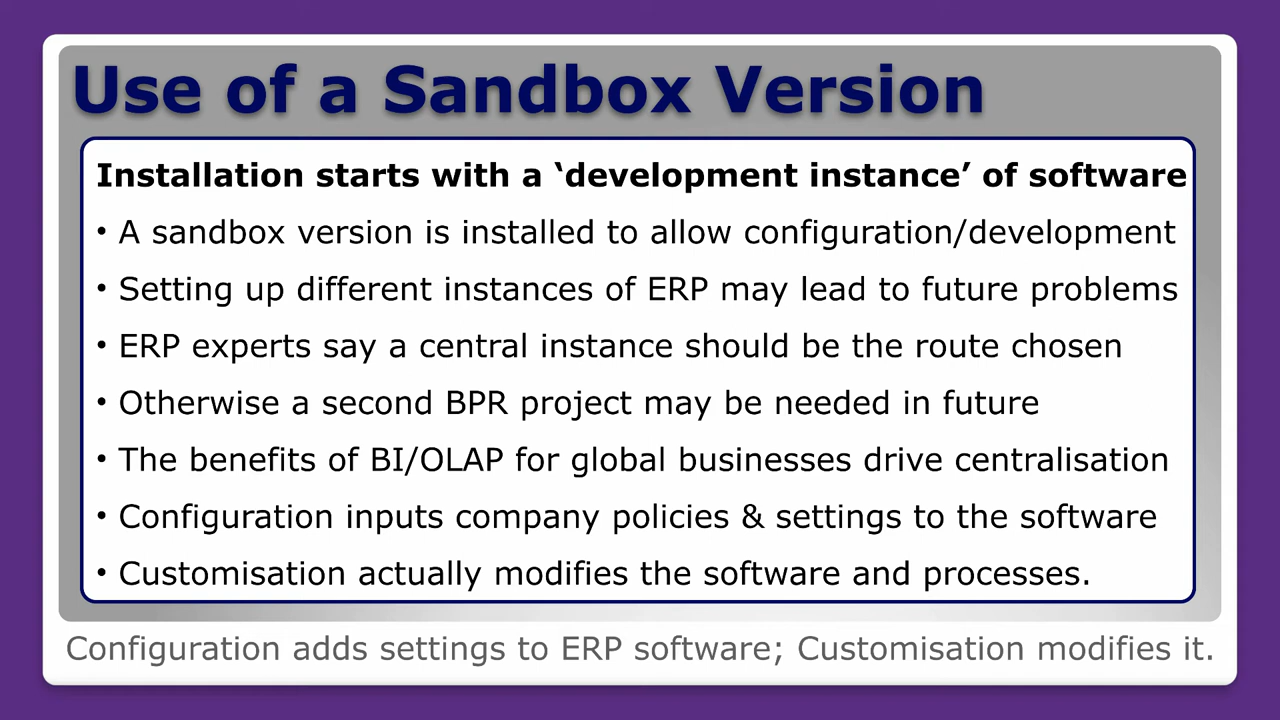 Use of a Sandbox Version
Installation starts with a ‘development instance’ of software
• A sandbox version is installed to allow configuration/development
• Setting up different instances of ERP may lead to future problems
• ERP experts say a central instance should be the route chosen
• Otherwise a second BPR project may be needed in future
• The benefits of BI/OLAP for global businesses drive centralisation
• Configuration inputs company policies & settings to the software
• Customisation actually modifies the software and processes.
Configuration adds settings to ERP software; Customisation modifies it.